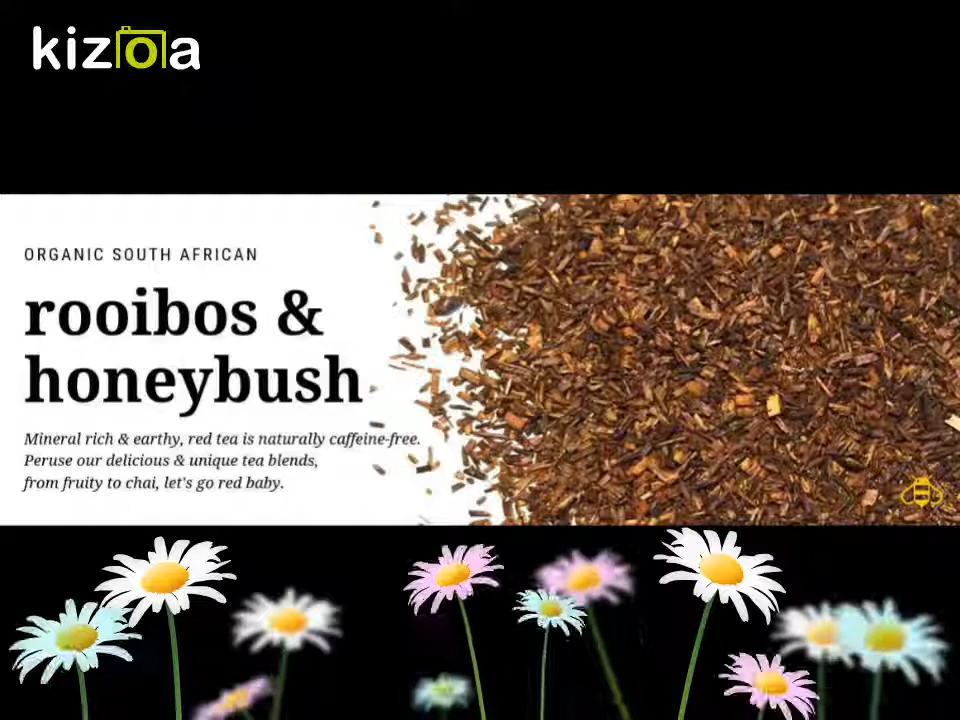 kizoa
ORGANIC SOUTH AFRICAN
rooibos &
honeybush
Mineral rich & earthy, red tea is naturally caffeine-free.
Peruse our delicious & unique tea blends,
from fruity to chai, let's go red baby.